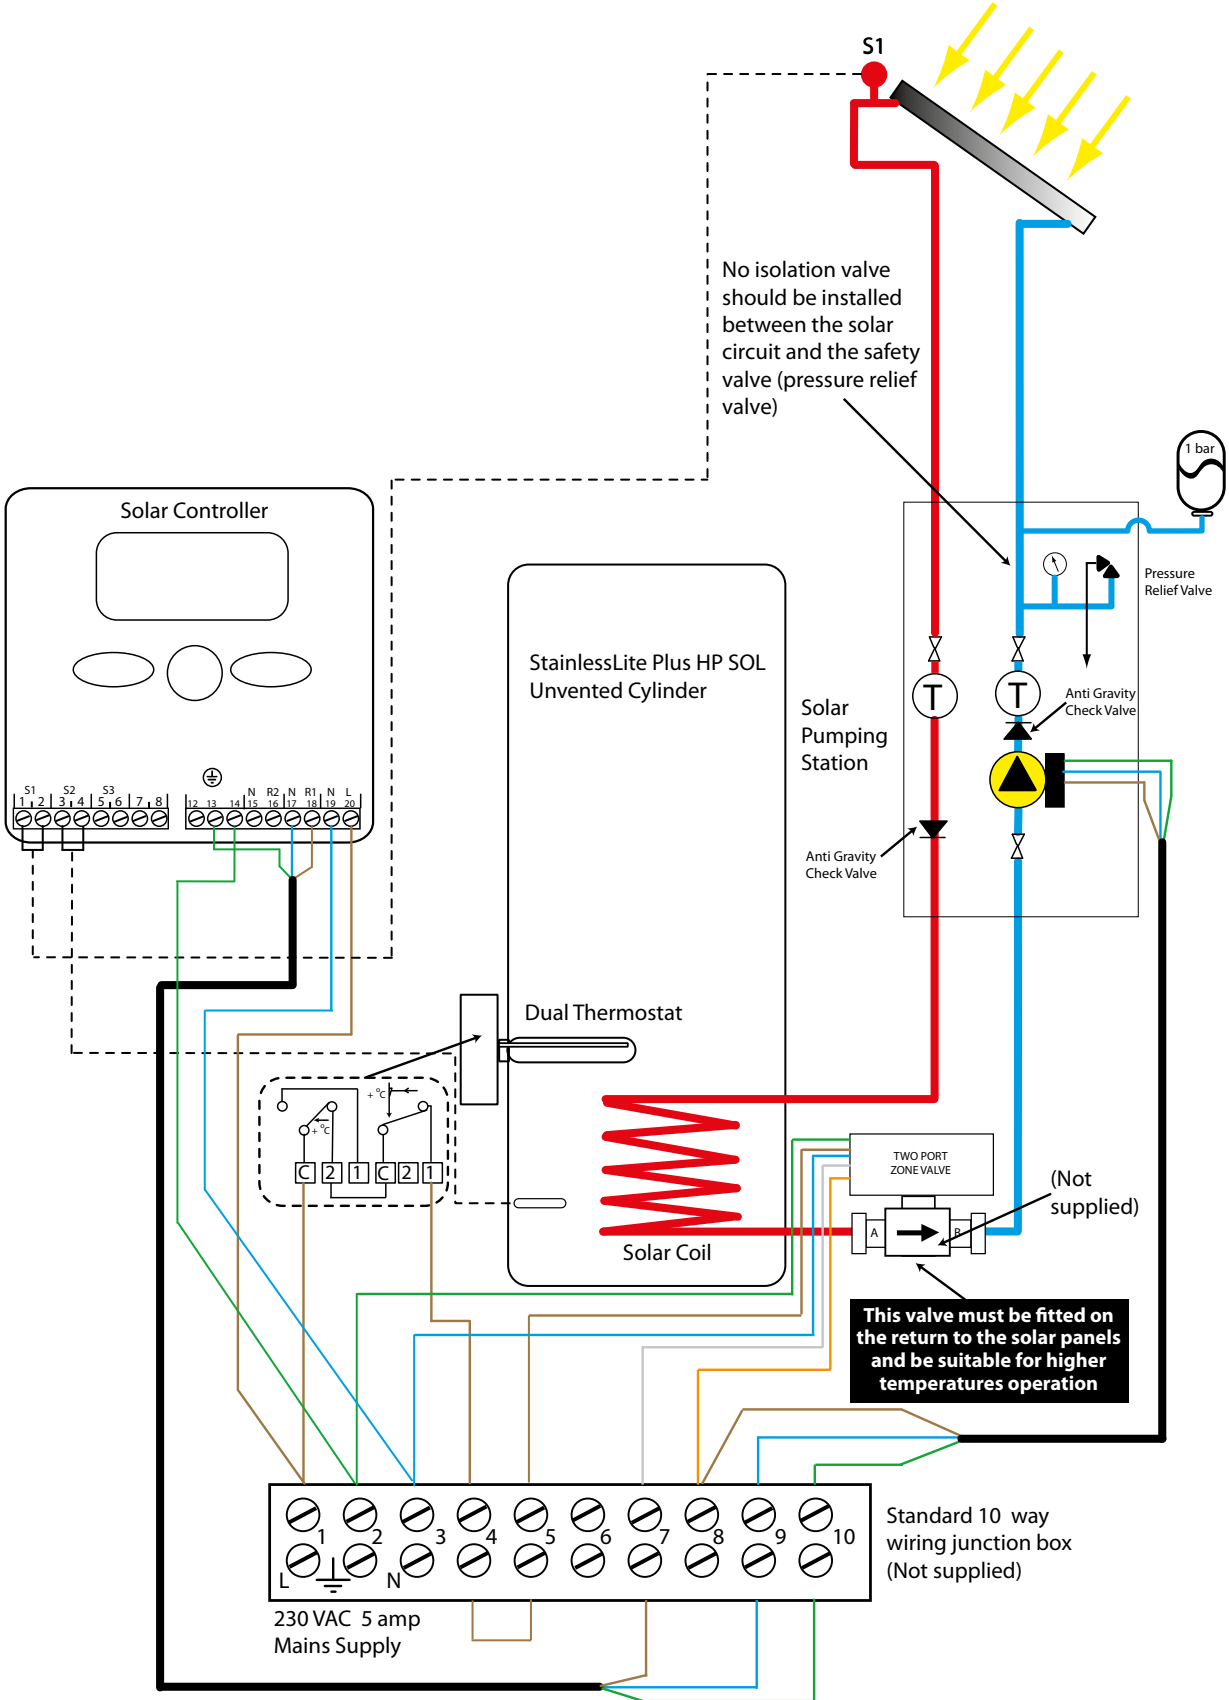 S1
No isolation valve
should be installed
between the solar
circuit and the safety
valve (pressure relief
valve)
1 bar
Solar Controller
Pressure
Relief Valve
StainlessLite Plus HP SOL
Unvented Cylinder
Solar
Pumping
Station
T
T
Anti Gravity
Check Valve
S1 S2 S3
1 2 3 4 5 6 7 8
N R2 N R1 N L
12 13 14 15 16 17 18 19 20
Anti Gravity
Check Valve
Dual Thermostat
+ °C
+ °C
C 2 1 C 2 1
TWO PORT
ZONE VALVE
(Not
supplied)
A B
Solar Coil
This valve must be fitted on
the return to the solar panels
and be suitable for higher
temperatures operation
1 2 3 4 5 6 7 8 9 10
L N
Standard 10 way
wiring junction box
(Not supplied)
230 VAC 5 amp
Mains Supply